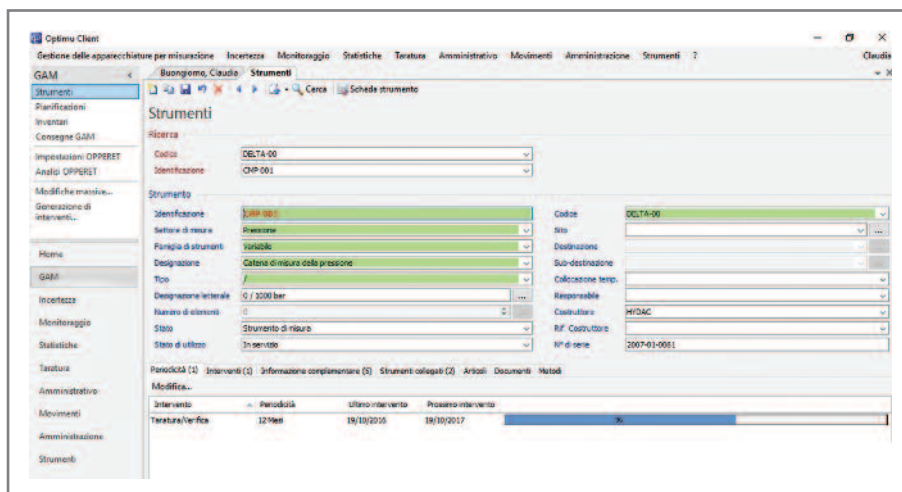 Optimu Client
Gestione delle apparecchiature per misurazione Incertezza Monitoraggio Statistiche Taratura Amministrativo Movimenti Amministrazione Strumenti ? Claudia
GAM
Buongiorno, Claudia Strumenti
Strumenti
Pianificazioni
Inventari
Consegne GAM
Impostazioni OPPERET
Analisi OPPERET
Modifiche massive...
Generazione di interventi...
Home
GAM
Incertezza
Monitoraggio
Statistiche
Taratura
Amministrativo
Movimenti
Amministrazione
Strumenti
Cerca Scheda strumento
Strumenti
Ricerca
Codice DELTA-00
Identificazione CMP 001
Strumento
Identificazione CMP 001 Codice DELTA-00
Settore di misura Pressione Sito ...
Famiglia di strumenti Variabile Destinazione
Designazione Catena di misura della pressione Sub-destinazione
Tipo / Collocazione temp.
Designazione letterale 0 / 1000 bar ... Responsabile
Numero di elementi 0 Costruttore HYDAC
Stato Strumento di misura Rif. Costruttore
Stato di utilizzo In servizio N° di serie 2007-01-0061
Periodicità (1) Interventi (1) Informazione complementare (5) Strumenti collegati (2) Articoli Documenti Metodi
Modifica...
Intervento Periodicità Ultimo intervento Prossimo intervento
Taratura/Verifica 12 Mesi 19/10/2016 19/10/2017 %